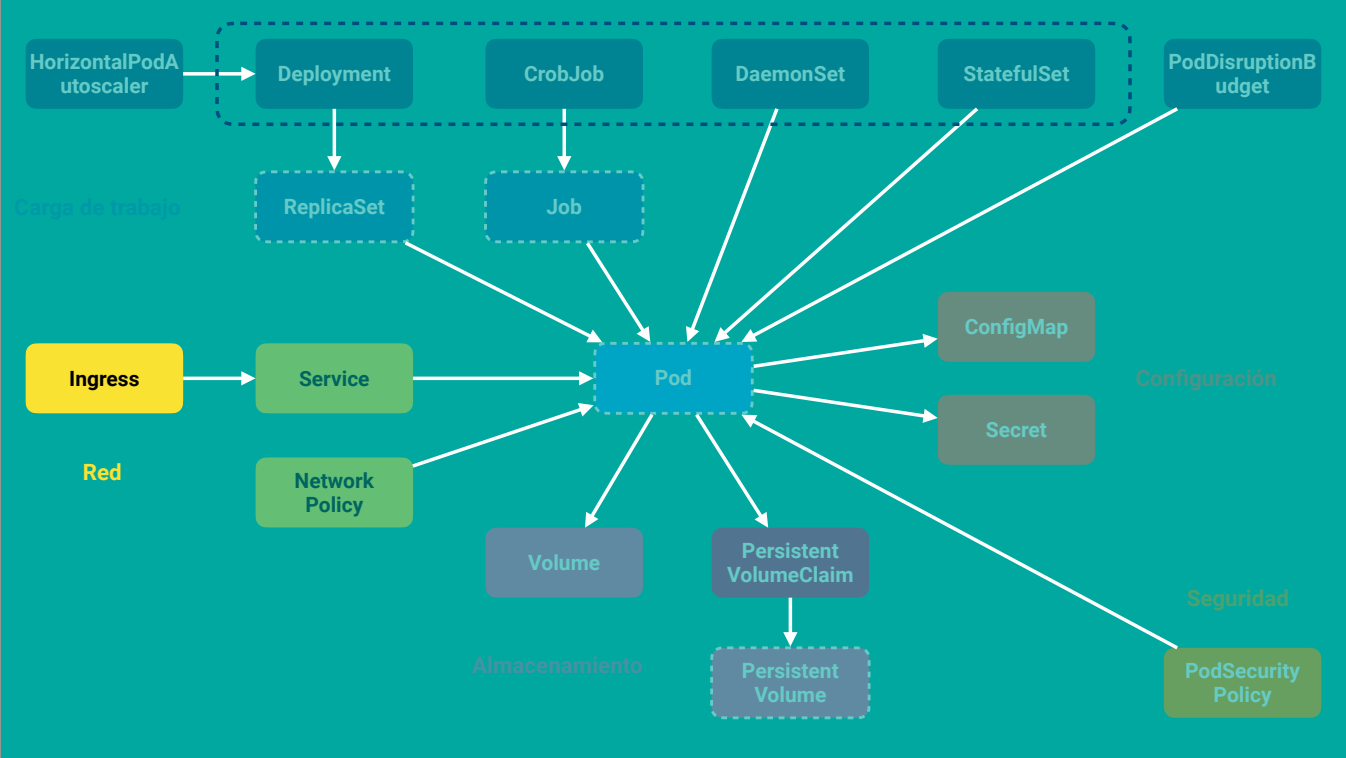 HorizontalPodA
utoscaler
Deployment
CrobJob
DaemonSet
StatefulSet
PodDisruptionB
udget
Carga de trabajo
ReplicaSet
Job
ConfigMap
Ingress
Service
Pod
Configuración
Secret
Red
Network
Policy
Volume
Persistent
VolumeClaim
Seguridad
Almacenamiento
Persistent
Volume
PodSecurity
Policy